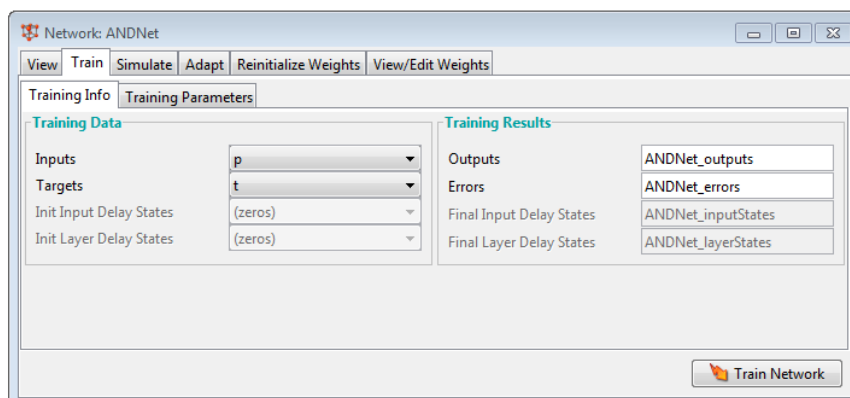 Network: ANDNet
View Train Simulate Adapt Reinitialize Weights View/Edit Weights
Training Info Training Parameters
Training Data
Inputs p
Targets t
Init Input Delay States (zeros)
Init Layer Delay States (zeros)
Training Results
Outputs ANDNet_outputs
Errors ANDNet_errors
Final Input Delay States ANDNet_inputStates
Final Layer Delay States ANDNet_layerStates
Train Network